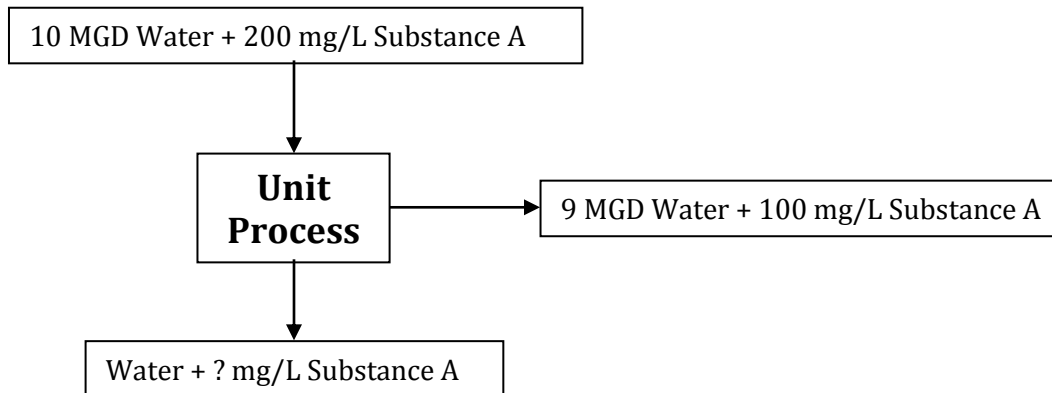 10 MGD Water + 200 mg/L Substance A
Unit
Process
9 MGD Water + 100 mg/L Substance A
Water + ? mg/L Substance A